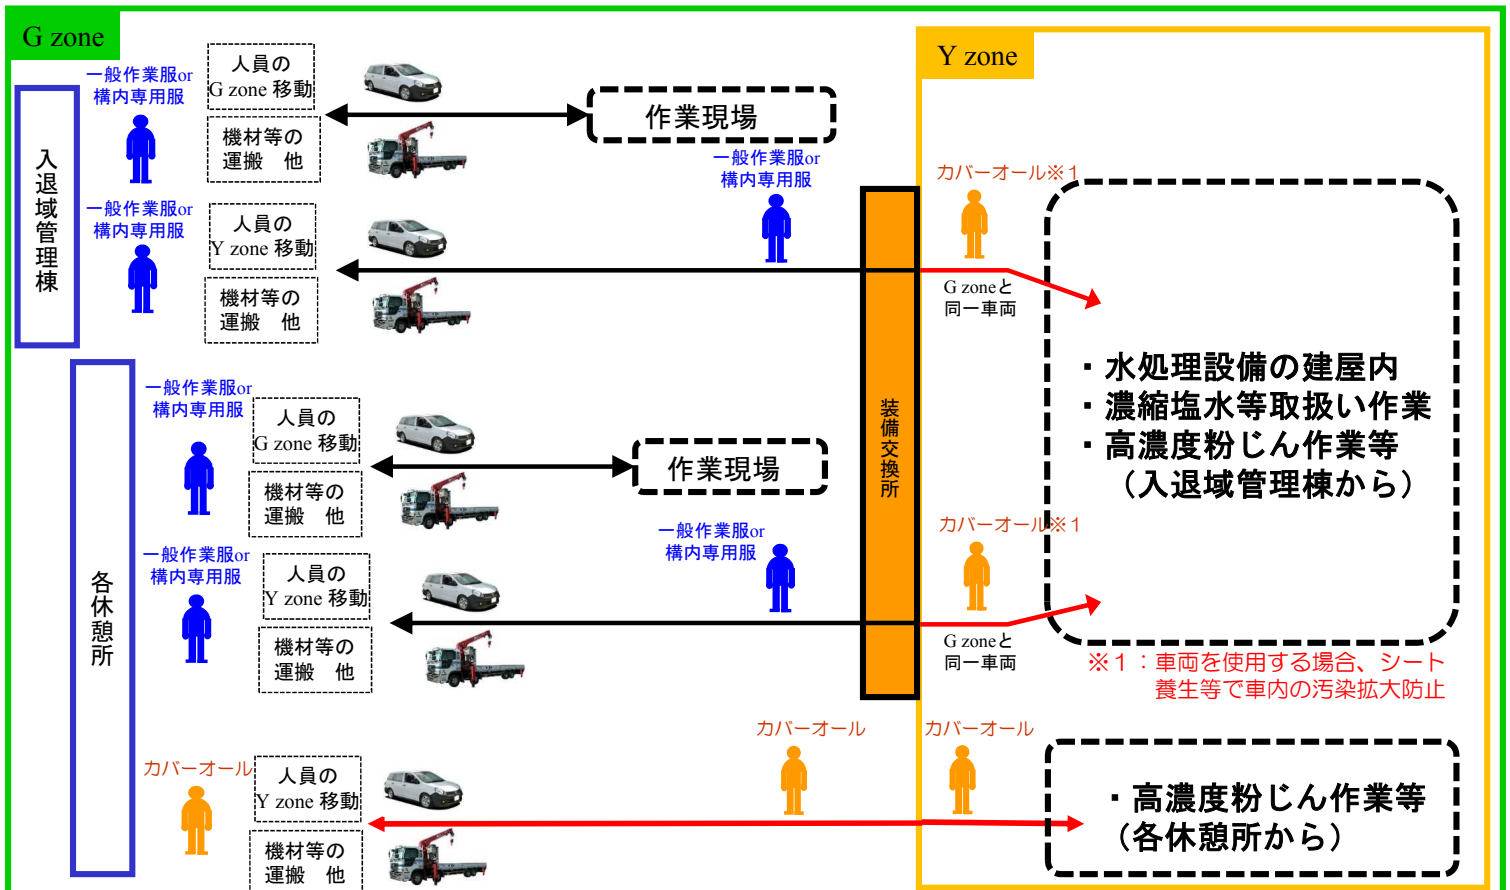 G zone
Y zone
一般作業服or
構内専用服
人員の
G zone 移動
機材等の
運搬　他
作業現場
入退域管理棟
一般作業服or
構内専用服
人員の
Y zone 移動
機材等の
運搬　他
一般作業服or
構内専用服
カバーオール※１
G zoneと
同一車両
装備交換所
・水処理設備の建屋内
・濃縮塩水等取扱い作業
・高濃度粉じん作業等
（入退域管理棟から）
各休憩所
一般作業服or
構内専用服
人員の
G zone 移動
機材等の
運搬　他
作業現場
一般作業服or
構内専用服
人員の
Y zone 移動
機材等の
運搬　他
一般作業服or
構内専用服
カバーオール※１
G zoneと
同一車両
※１：車両を使用する場合、シート
養生等で車内の汚染拡大防止
カバーオール
人員の
Y zone 移動
機材等の
運搬　他
カバーオール
カバーオール
・高濃度粉じん作業等
（各休憩所から）